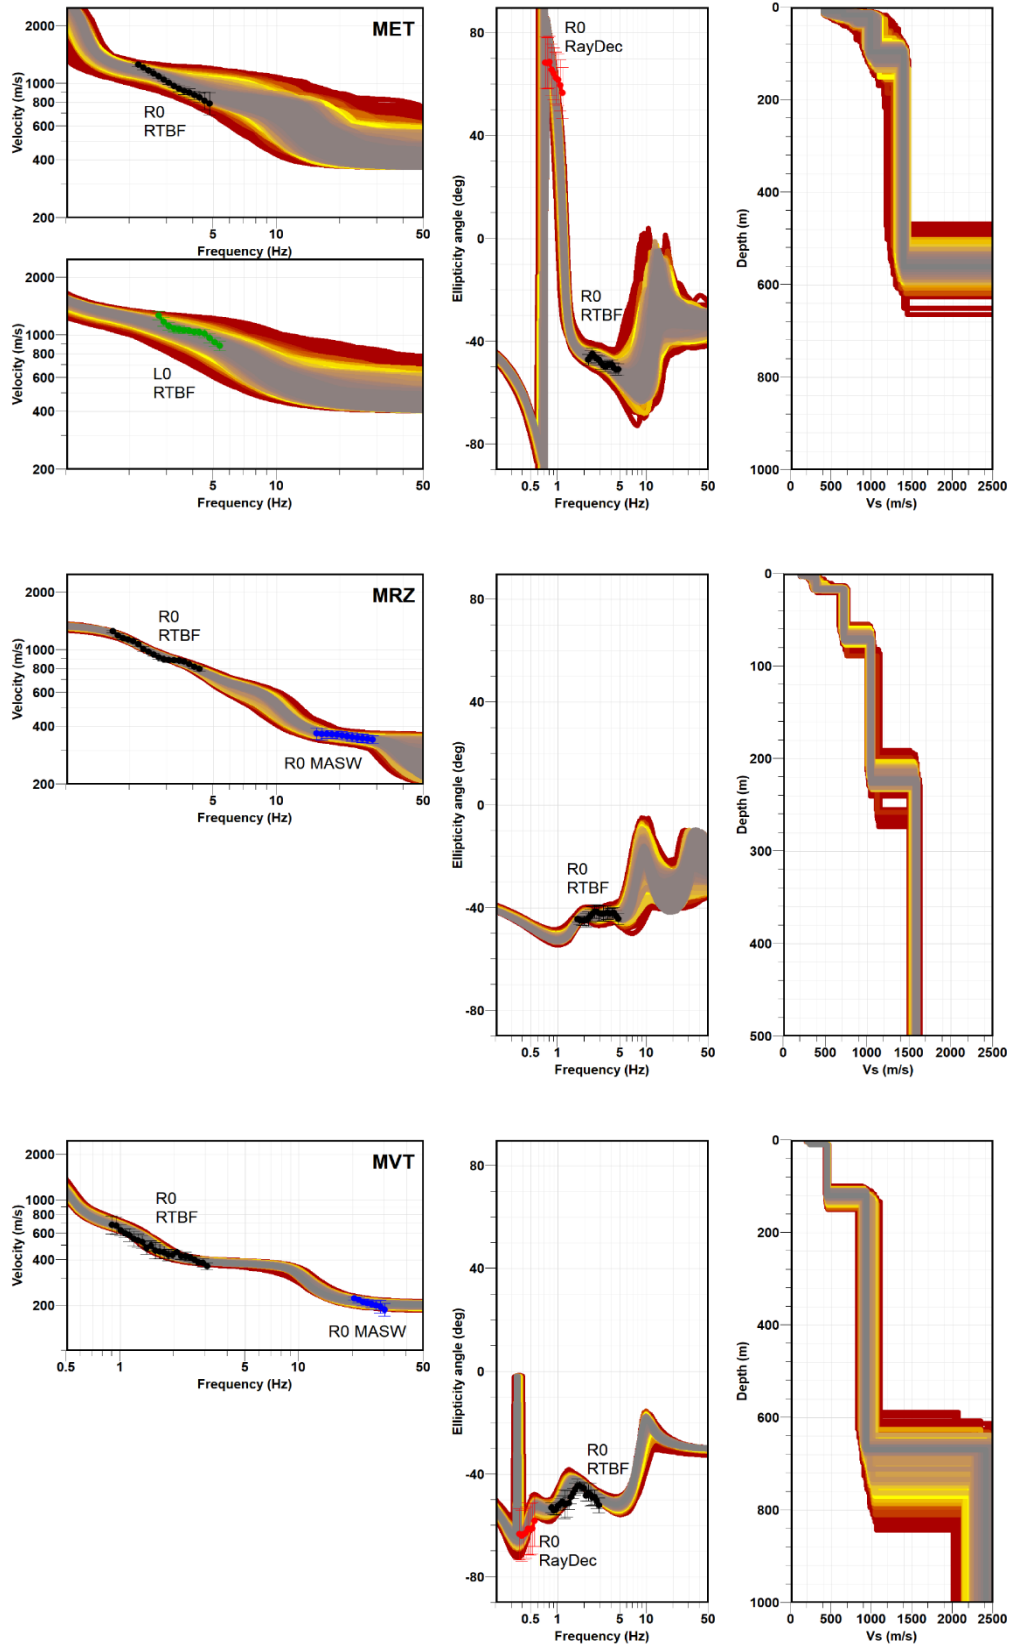 MET
2000
1000
800
600
400
200
Velocity (m/s)
R0
RTBF
5
10
50
Frequency (Hz)
2000
1000
800
600
400
200
Velocity (m/s)
L0
RTBF
5
10
50
Frequency (Hz)
80
40
0
-40
-80
Ellipticity angle (deg)
R0
RayDec
R0
RTBF
0.5
1
5
10
50
Frequency (Hz)
0
200
400
600
800
1000
Depth (m)
0
500
1000
1500
2000
2500
Vs (m/s)
MRZ
2000
1000
800
600
400
200
Velocity (m/s)
R0
RTBF
R0 MASW
5
10
50
Frequency (Hz)
80
40
0
-40
-80
Ellipticity angle (deg)
R0
RTBF
0.5
1
5
10
50
Frequency (Hz)
0
100
200
300
400
500
Depth (m)
0
500
1000
1500
2000
2500
Vs (m/s)
MVT
2000
1000
800
600
400
200
Velocity (m/s)
R0
RTBF
R0 MASW
0.5
1
5
10
50
Frequency (Hz)
80
40
0
-40
-80
Ellipticity angle (deg)
R0
RTBF
R0
RayDec
0.5
1
5
10
50
Frequency (Hz)
0
200
400
600
800
1000
Depth (m)
0
500
1000
1500
2000
2500
Vs (m/s)